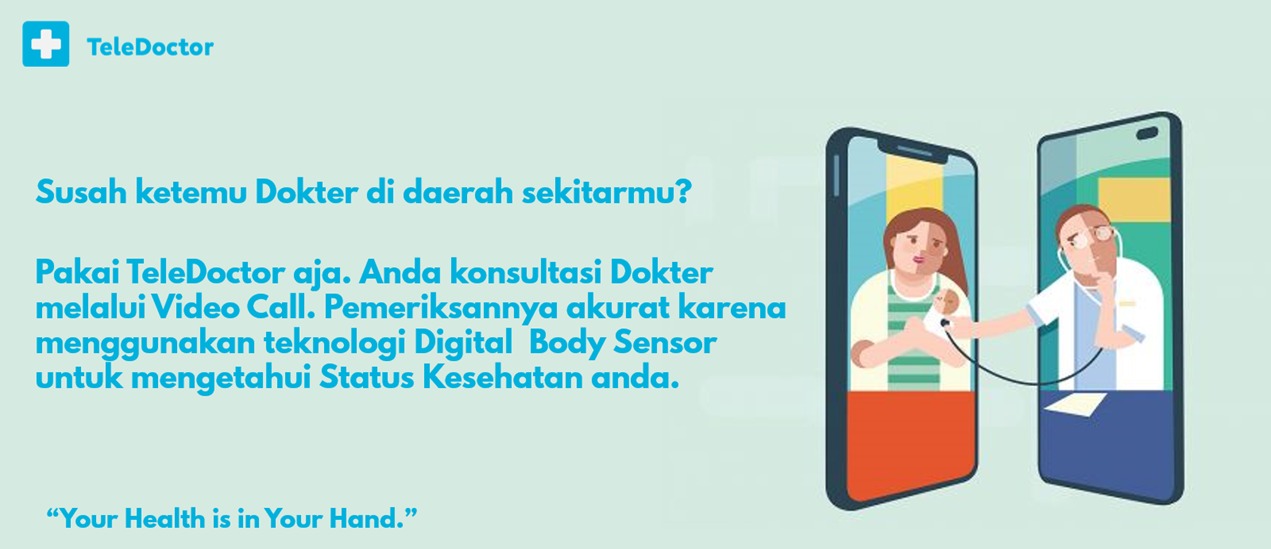 TeleDoctor
Susah ketemu Dokter di daerah sekitarmu?
Pakai TeleDoctor aja. Anda konsultasi Dokter
melalui Video Call. Pemeriksannya akurat karena
menggunakan teknologi Digital  Body Sensor
untuk mengetahui Status Kesehatan anda.
“Your Health is in Your Hand.”